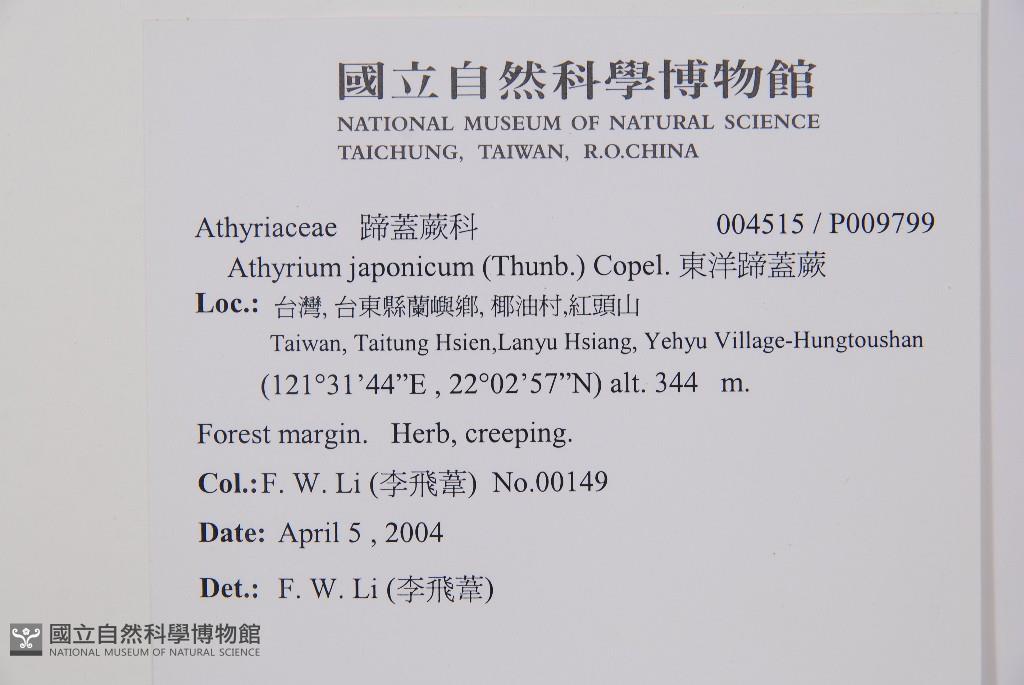 國立自然科學博物館
NATIONAL MUSEUM OF NATURAL SCIENCE
TAICHUNG, TAIWAN, R.O.CHINA
Athyriaceae 蹄蓋蕨科 004515 / P009799
Athyrium japonicum (Thunb.) Copel. 東洋蹄蓋蕨
Loc.: 台灣, 台東縣蘭嶼鄉, 椰油村,紅頭山
Taiwan, Taitung Hsien,Lanyu Hsiang, Yehyu Village-Hungtoushan
(121°31’44”E , 22°02’57”N) alt. 344 m.
Forest margin. Herb, creeping.
Col.:F. W. Li (李飛葦) No.00149
Date: April 5 , 2004
Det.: F. W. Li (李飛葦)
國立自然科學博物館
NATIONAL MUSEUM OF NATURAL SCIENCE